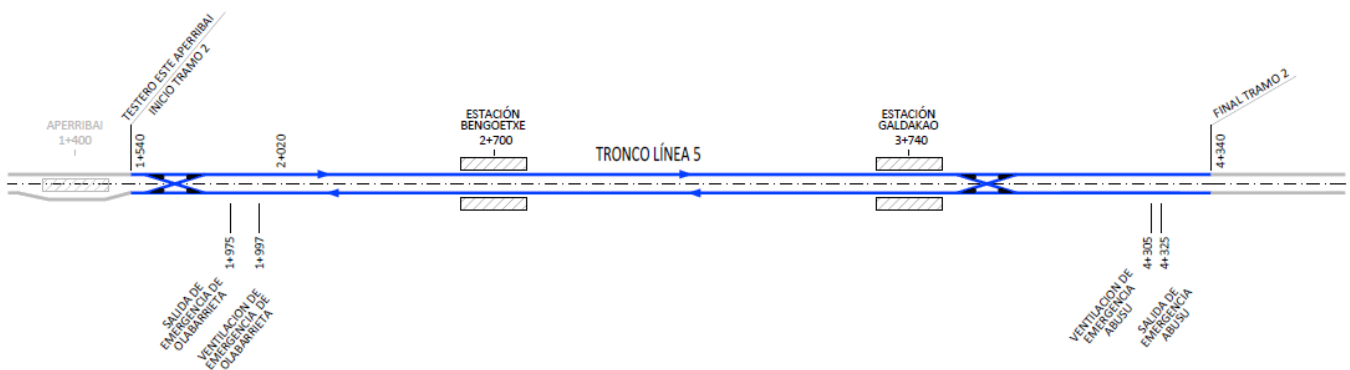 TESTERO ESTE APERRIBAI
INICIO TRAMO 2
APERRIBAI
1+400
1+540
2+020
ESTACIÓN
BENGOETXE
2+700
TRONCO LÍNEA 5
ESTACIÓN
GALDAKAO
3+740
FINAL TRAMO 2
4+340
1+975
1+997
SALIDA DE
EMERGENCIA DE
OLABARRIETA
VENTILACION DE
EMERGENCIA DE
OLABARRIETA
4+305
4+325
VENTILACION DE
EMERGENCIA
ABUSU
SALIDA DE
EMERGENCIA
ABUSU